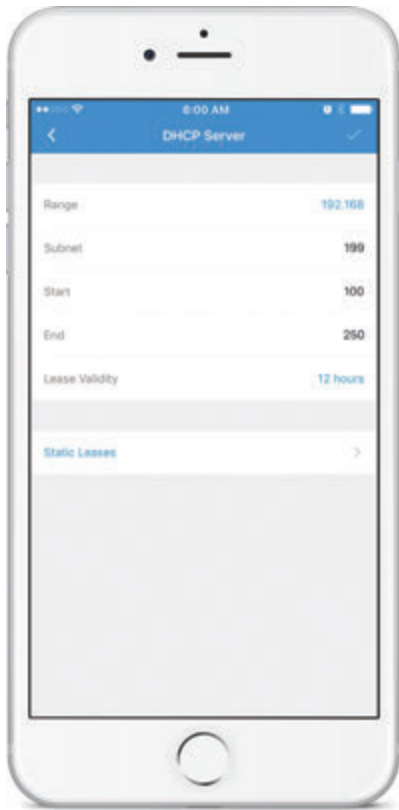 8:00 AM
DHCP Server
Range 192.168
Subnet 199
Start 100
End 250
Lease Validity 12 hours
Static Leases